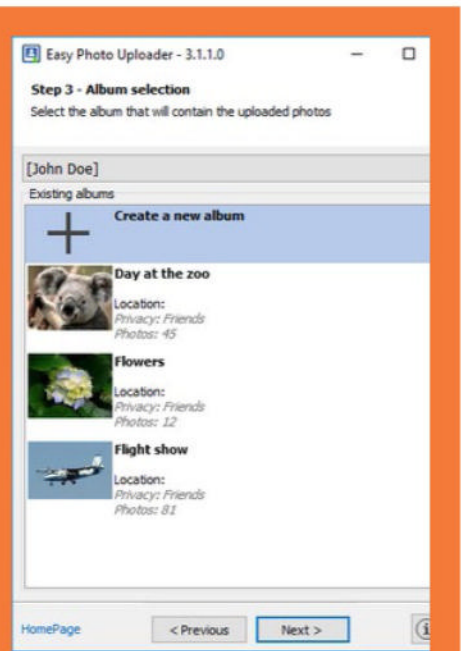 Easy Photo Uploader - 3.1.1.0
Step 3 - Album selection
Select the album that will contain the uploaded photos
[John Doe]
Existing albums
Create a new album
Day at the zoo
Location:
Privacy: Friends
Photos: 45
Flowers
Location:
Privacy: Friends
Photos: 12
Flight show
Location:
Privacy: Friends
Photos: 81
HomePage
< Previous
Next >